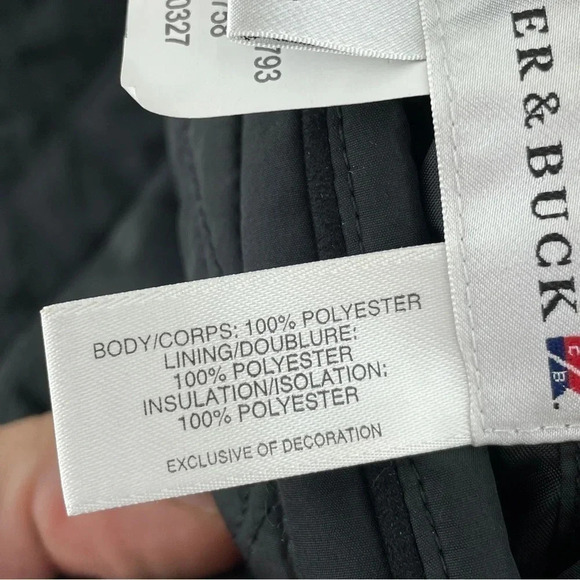 0327
758
793
ER & BUCK
C
B
BODY/CORPS: 100% POLYESTER
LINING/DOUBLURE:
100% POLYESTER
INSULATION/ISOLATION:
100% POLYESTER
EXCLUSIVE OF DECORATION